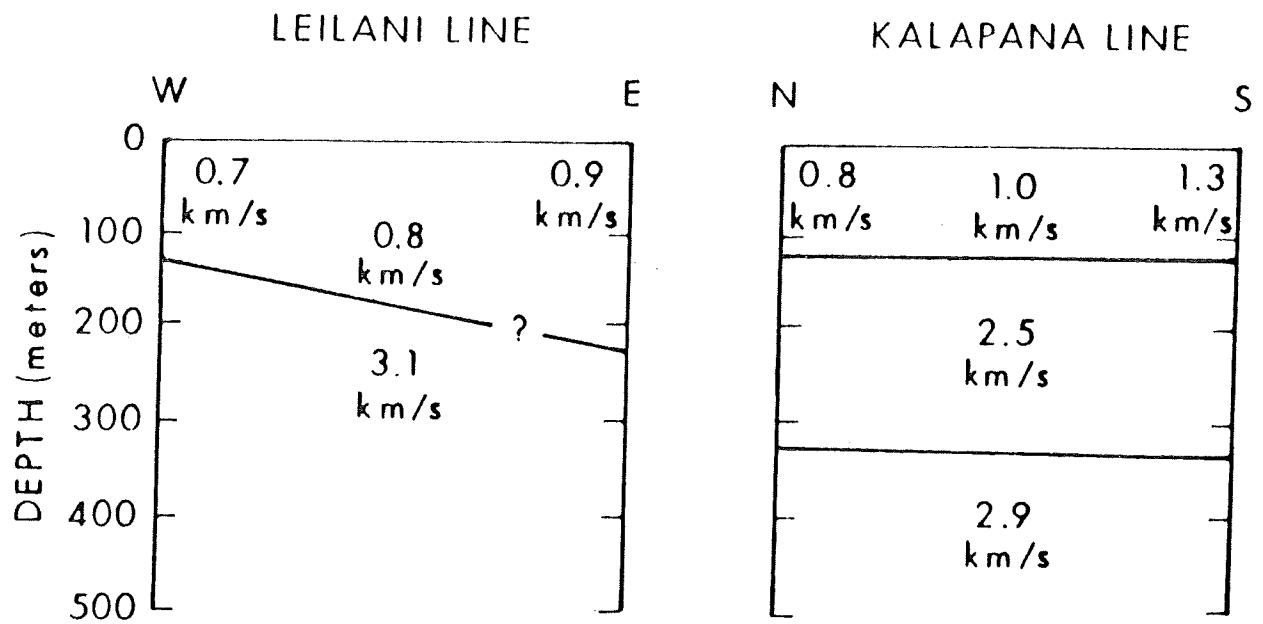 LEILANI LINE
W E
0
0.7
km/s
0.9
km/s
0.8
km/s
100
200
?
3.1
km/s
300
400
500
DEPTH (meters)
KALAPANA LINE
N S
0.8
km/s
1.0
km/s
1.3
km/s
2.5
km/s
2.9
km/s